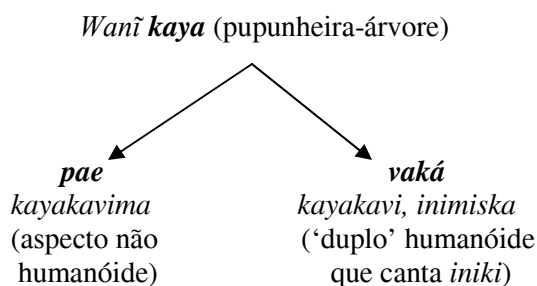 Wanĩ kaya (pupunheira-árvore)
pae
kayakavima
(aspecto não
humanóide)
vaká
kayakavi, inimiska
(‘duplo’ humanóide
que canta iniki)